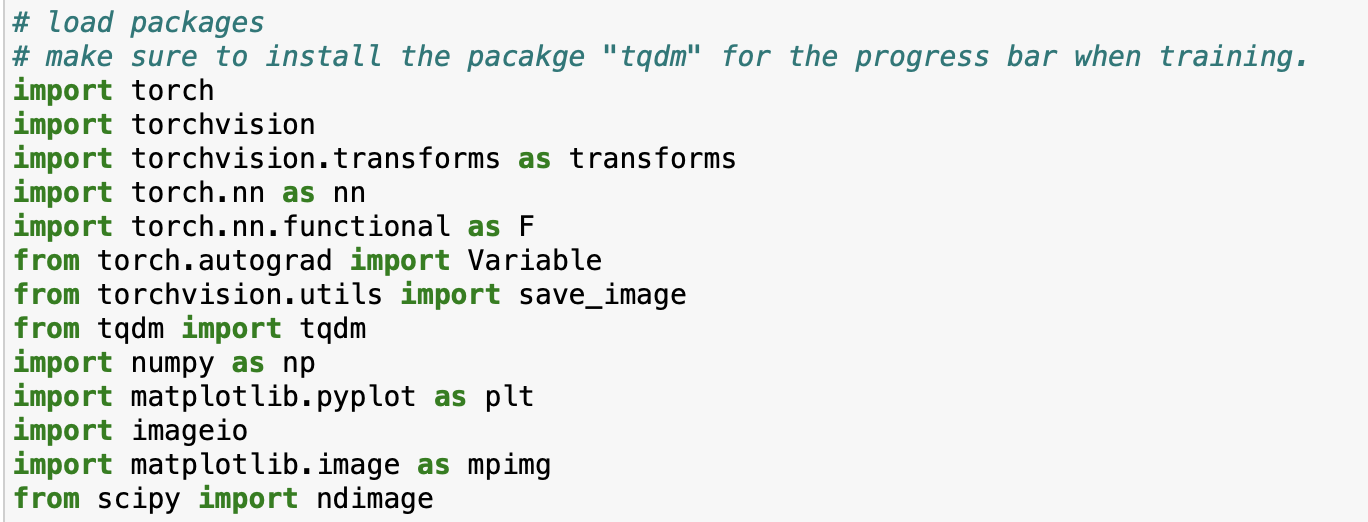 # load packages
# make sure to install the pacakge "tqdm" for the progress bar when training.
import torch
import torchvision
import torchvision.transforms as transforms
import torch.nn as nn
import torch.nn.functional as F
from torch.autograd import Variable
from torchvision.utils import save_image
from tqdm import tqdm
import numpy as np
import matplotlib.pyplot as plt
import imageio
import matplotlib.image as mpimg
from scipy import ndimage